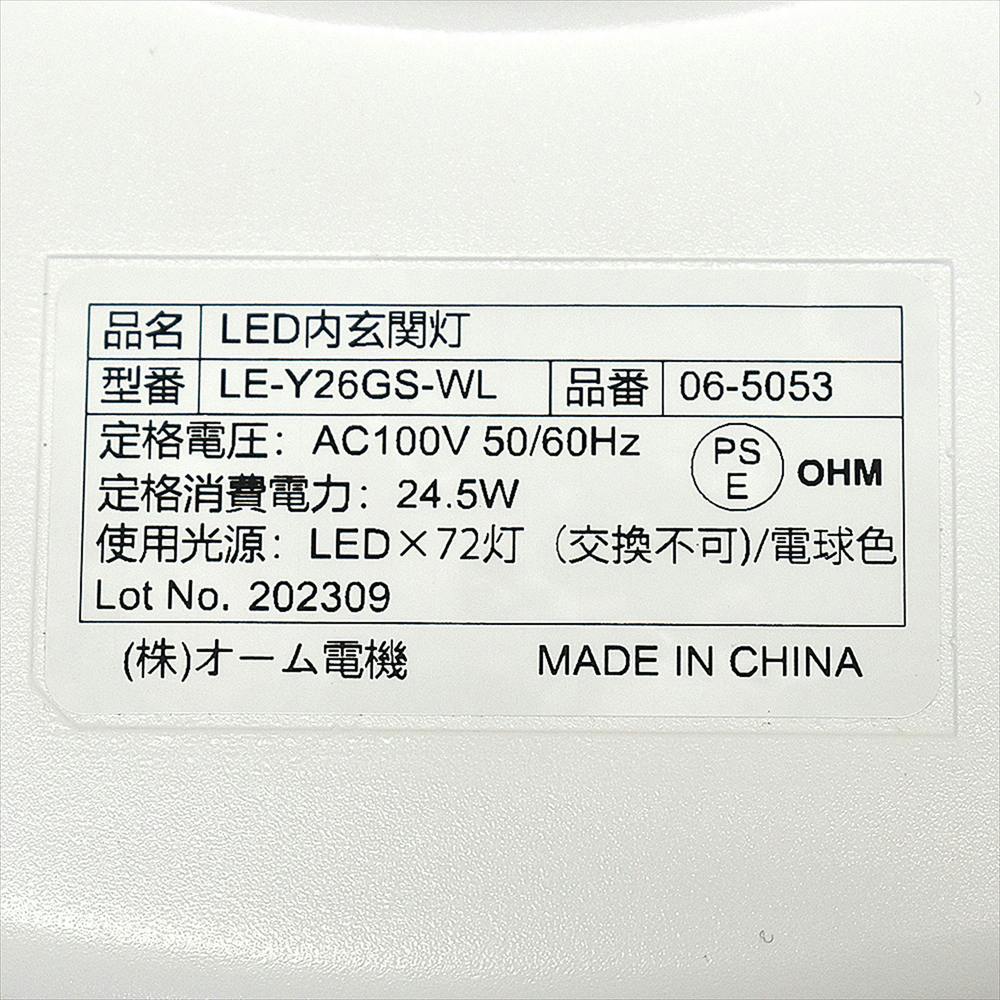 品名 LED内玄関灯
型番 LE-Y26GS-WL 品番 06-5053
定格電圧：AC100V 50/60Hz
定格消費電力：24.5W
PS
E
OHM
使用光源：LED×72灯（交換不可)/電球色
Lot No. 202309
(株)オーム電機 MADE IN CHINA